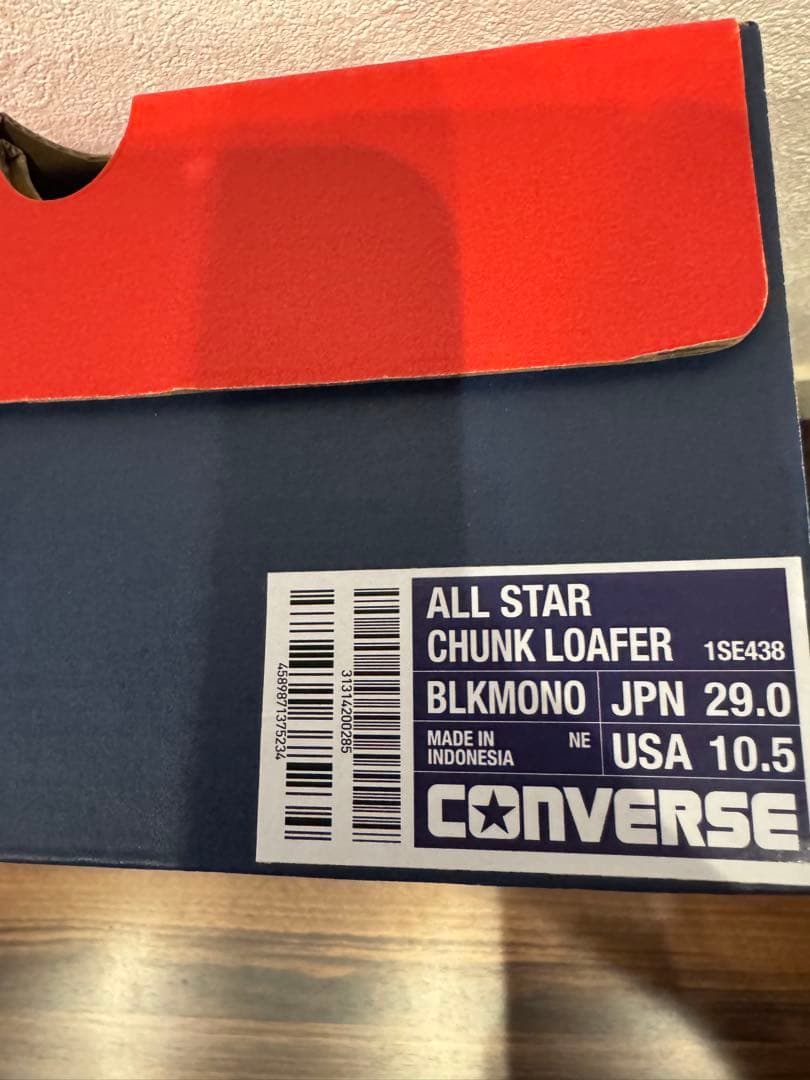 ALL STAR
CHUNK LOAFER 1SE438
BLKMONO JPN 29.0
MADE IN INDONESIA NE USA 10.5
CONVERSE
4589871375234
31314200285